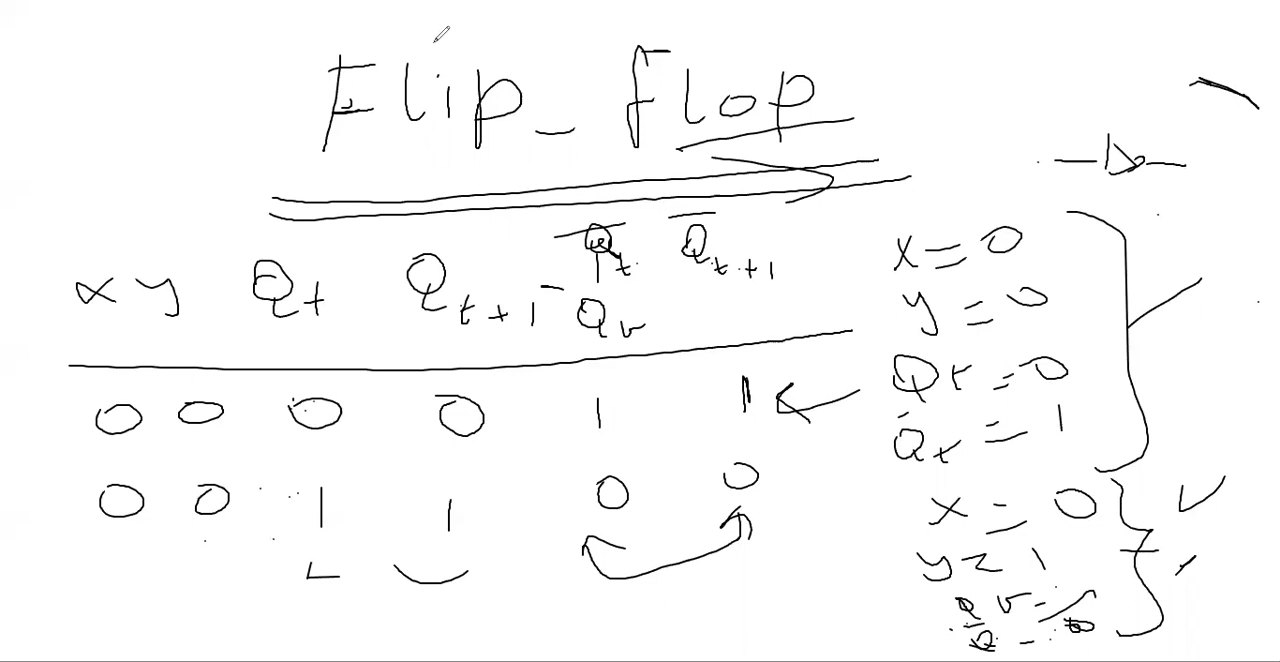 Flip_Flop
Q̅t Q̅t+1
x y Qt Qt+1 Q̅v
0 0 0 0 1 1
0 0 1 1 0 0
x=0
y=0
Qt=0
Q̅t=1
x=0